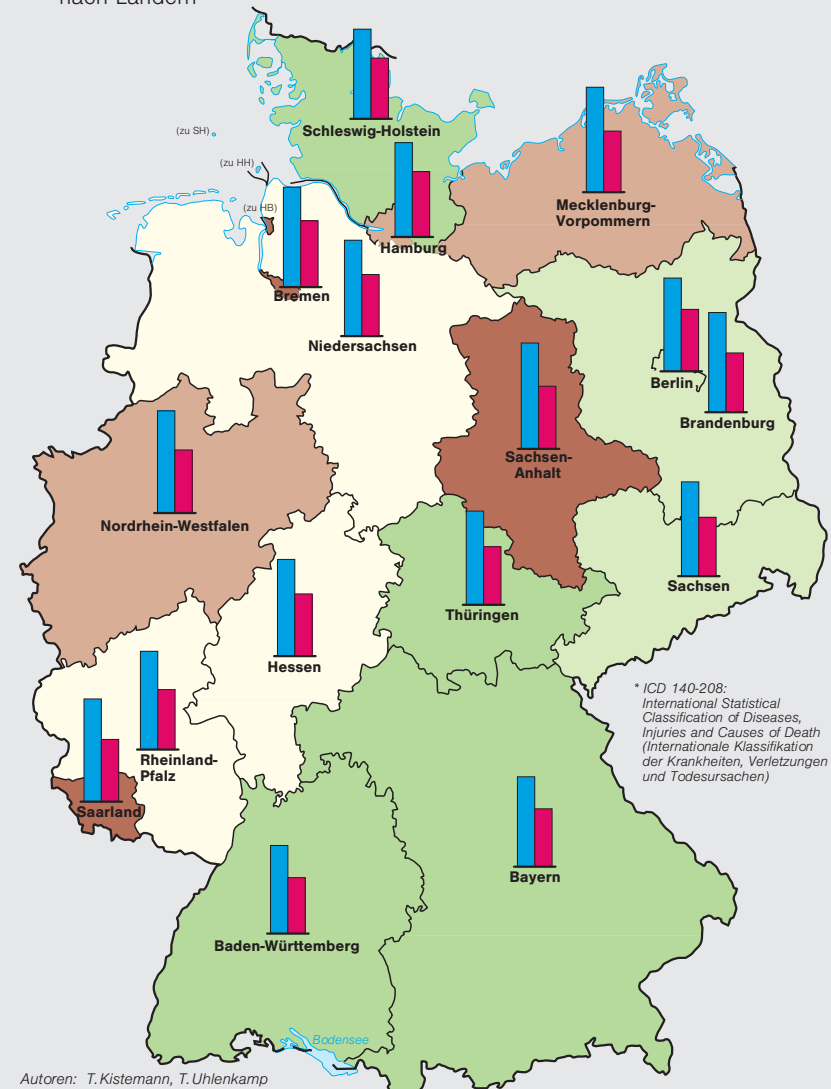 nach Ländern
Schleswig-Holstein
(zu SH)
(zu HH)
(zu HB)
Hamburg
Mecklenburg-
Vorpommern
Bremen
Niedersachsen
Berlin
Brandenburg
Sachsen-
Anhalt
Nordrhein-Westfalen
Sachsen
Thüringen
Hessen
* ICD 140-208:
International Statistical
Classification of Diseases,
Injuries and Causes of Death
(Internationale Klassifikation
der Krankheiten, Verletzungen
und Todesursachen)
Rheinland-
Pfalz
Saarland
Bayern
Baden-Württemberg
Bodensee
Autoren: T.Kistemann, T.Uhlenkamp